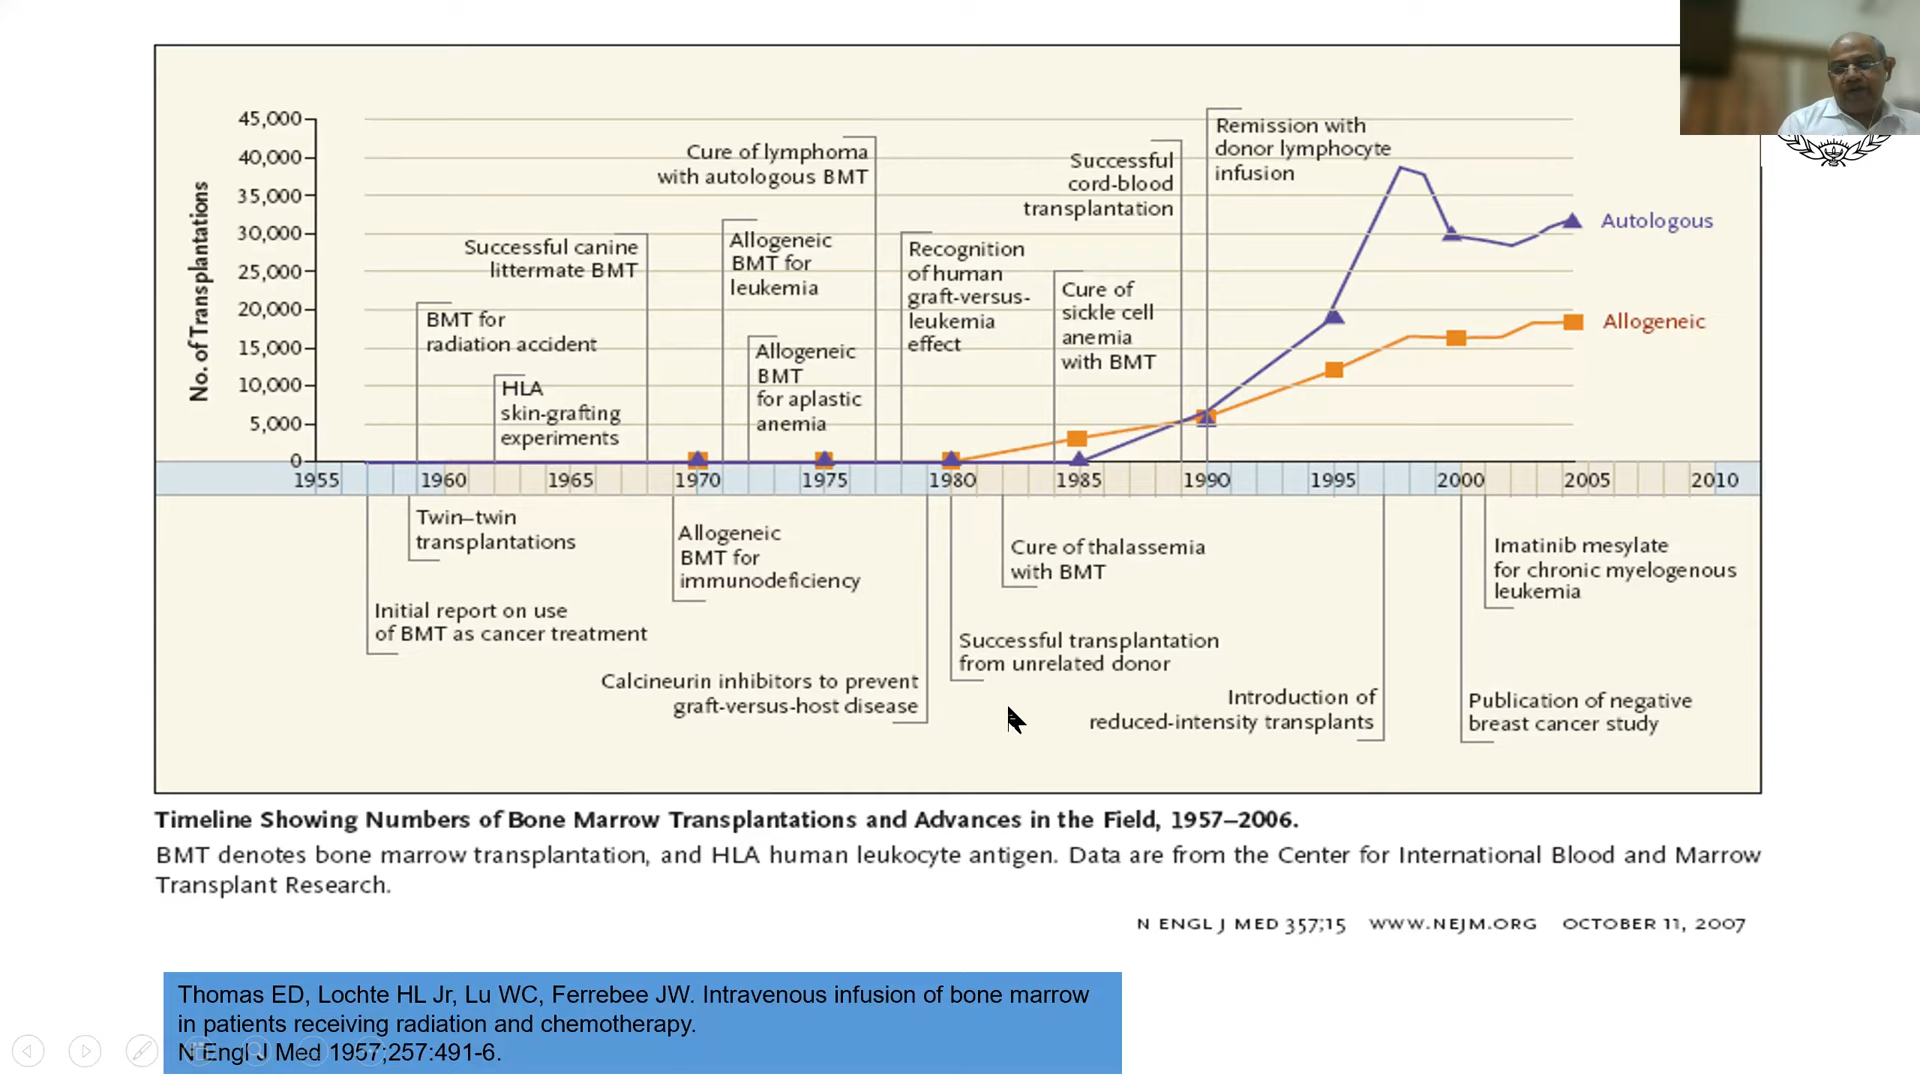 45,000
40,000
35,000
30,000
25,000
20,000
15,000
10,000
5,000
0
No. of Transplantations
Cure of lymphoma
with autologous BMT
Successful canine
littermate BMT
BMT for
radiation accident
HLA
skin-grafting
experiments
Allogeneic
BMT for
leukemia
Allogeneic
BMT
for aplastic
anemia
Recognition
of human
graft-versus-
leukemia
effect
Successful
cord-blood
transplantation
Cure of
sickle cell
anemia
with BMT
Remission with
donor lymphocyte
infusion
Autologous
Allogeneic
1955 1960 1965 1970 1975 1980 1985 1990 1995 2000 2005 2010
Twin–twin
transplantations
Initial report on use
of BMT as cancer treatment
Allogeneic
BMT for
immunodeficiency
Calcineurin inhibitors to prevent
graft-versus-host disease
Cure of thalassemia
with BMT
Successful transplantation
from unrelated donor
Introduction of
reduced-intensity transplants
Imatinib mesylate
for chronic myelogenous
leukemia
Publication of negative
breast cancer study
Timeline Showing Numbers of Bone Marrow Transplantations and Advances in the Field, 1957–2006.
BMT denotes bone marrow transplantation, and HLA human leukocyte antigen. Data are from the Center for International Blood and Marrow
Transplant Research.
N ENGL J MED 357;15 WWW.NEJM.ORG OCTOBER 11, 2007
Thomas ED, Lochte HL Jr, Lu WC, Ferrebee JW. Intravenous infusion of bone marrow
in patients receiving radiation and chemotherapy.
N Engl J Med 1957;257:491-6.